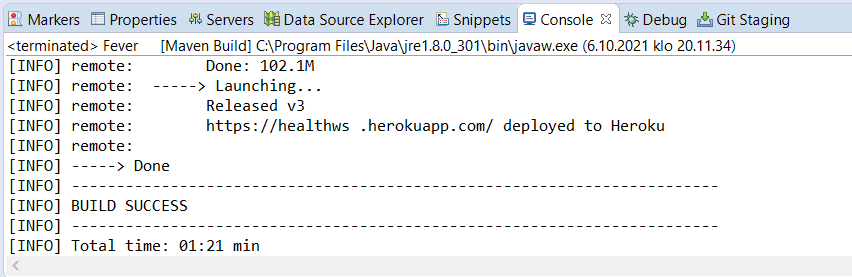 Markers Properties Servers Data Source Explorer Snippets Console Debug Git Staging
<terminated> Fever [Maven Build] C:\Program Files\Java\jre1.8.0_301\bin\javaw.exe (6.10.2021 klo 20.11.34)
[INFO] remote: Done: 102.1M
[INFO] remote: -----> Launching...
[INFO] remote: Released v3
[INFO] remote: https://healthws .herokuapp.com/ deployed to Heroku
[INFO] remote:
[INFO] -----> Done
[INFO] ------------------------------------------------------------------------
[INFO] BUILD SUCCESS
[INFO] ------------------------------------------------------------------------
[INFO] Total time: 01:21 min